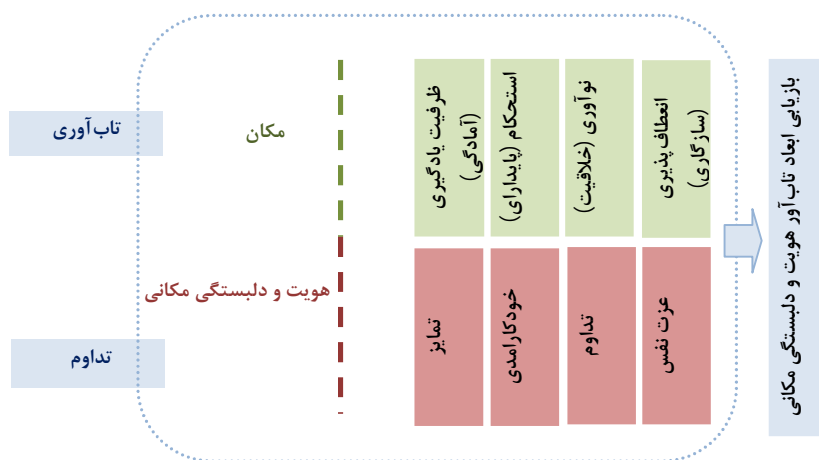 تاب‌آوری
مکان
ظرفیت یادگیری
(آمادگی)
استحکام (پایدارای)
نوآوری (خلاقیت)
انعطاف پذیری
(سازگاری)
هویت و دلبستگی مکانی
تداوم
تمایز
خودکارامدی
تداوم
عزت نفس
بازیابی ابعاد تاب‌آور هویت و دلبستگی مکانی